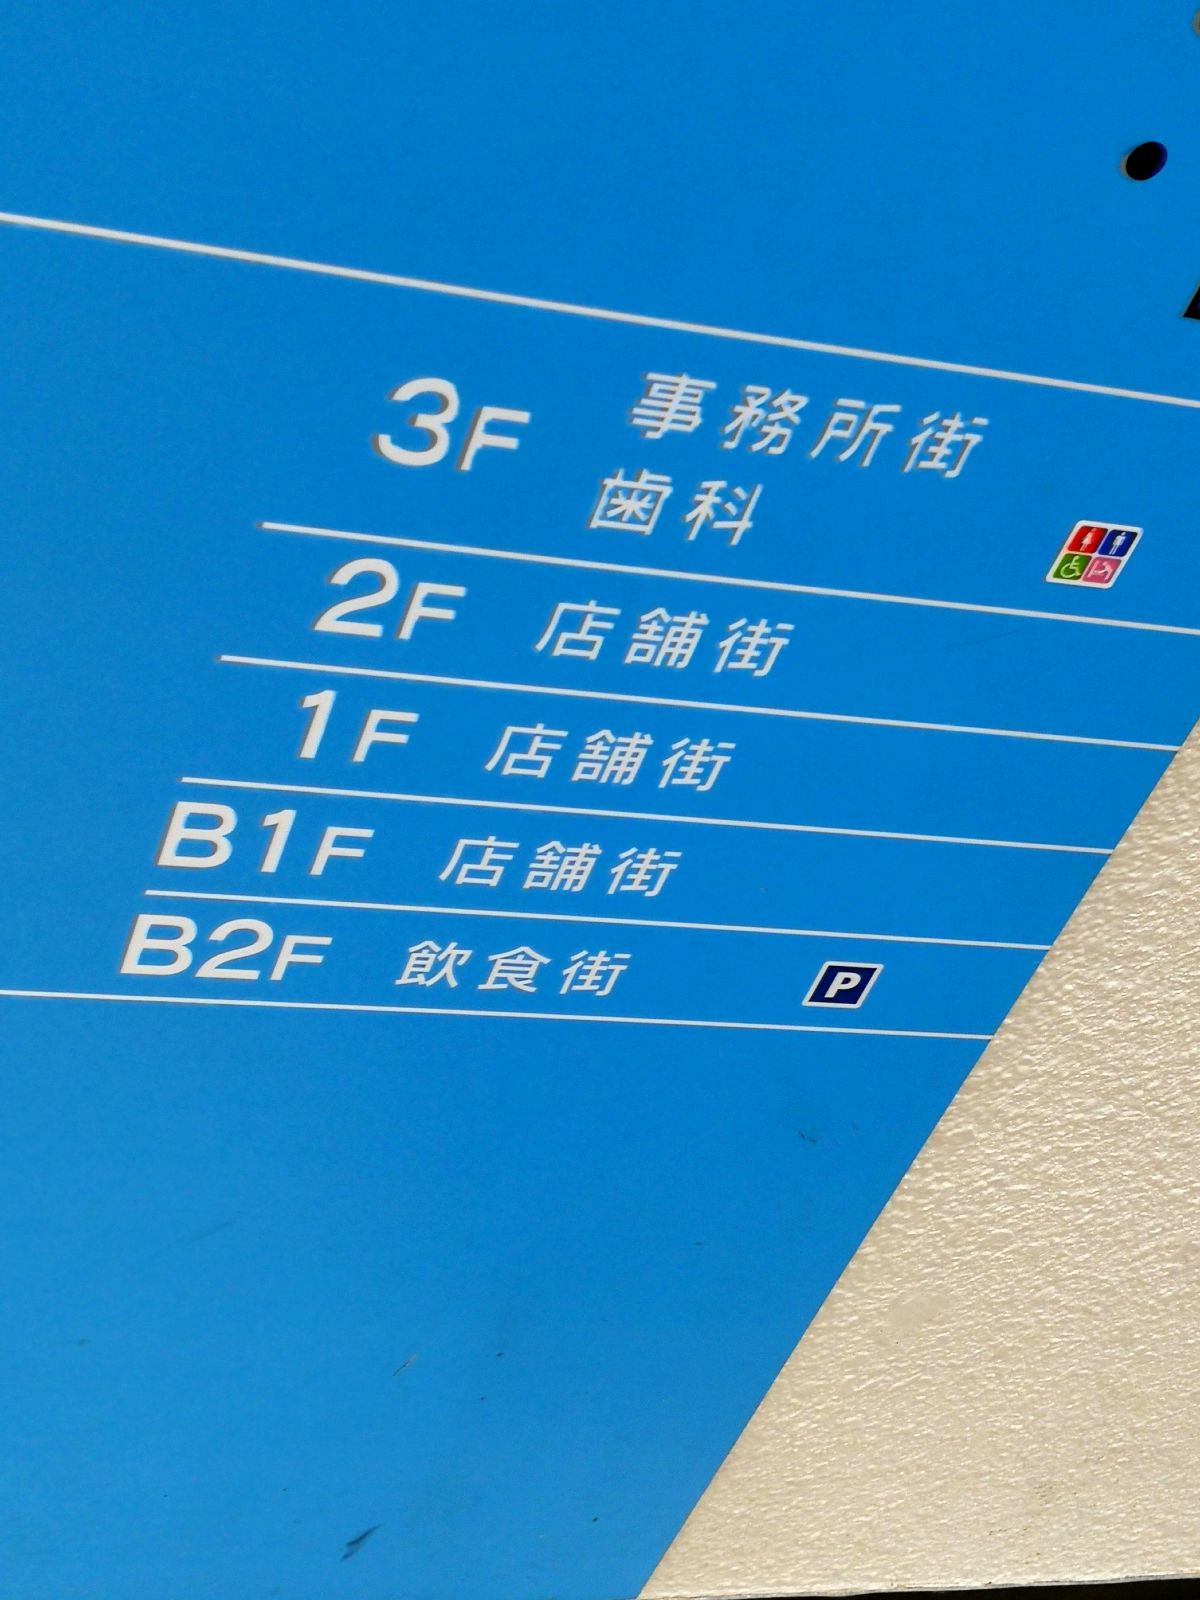 3F 事務所街
歯科
2F 店舗街
1F 店舗街
B1F 店舗街
B2F 飲食街 P